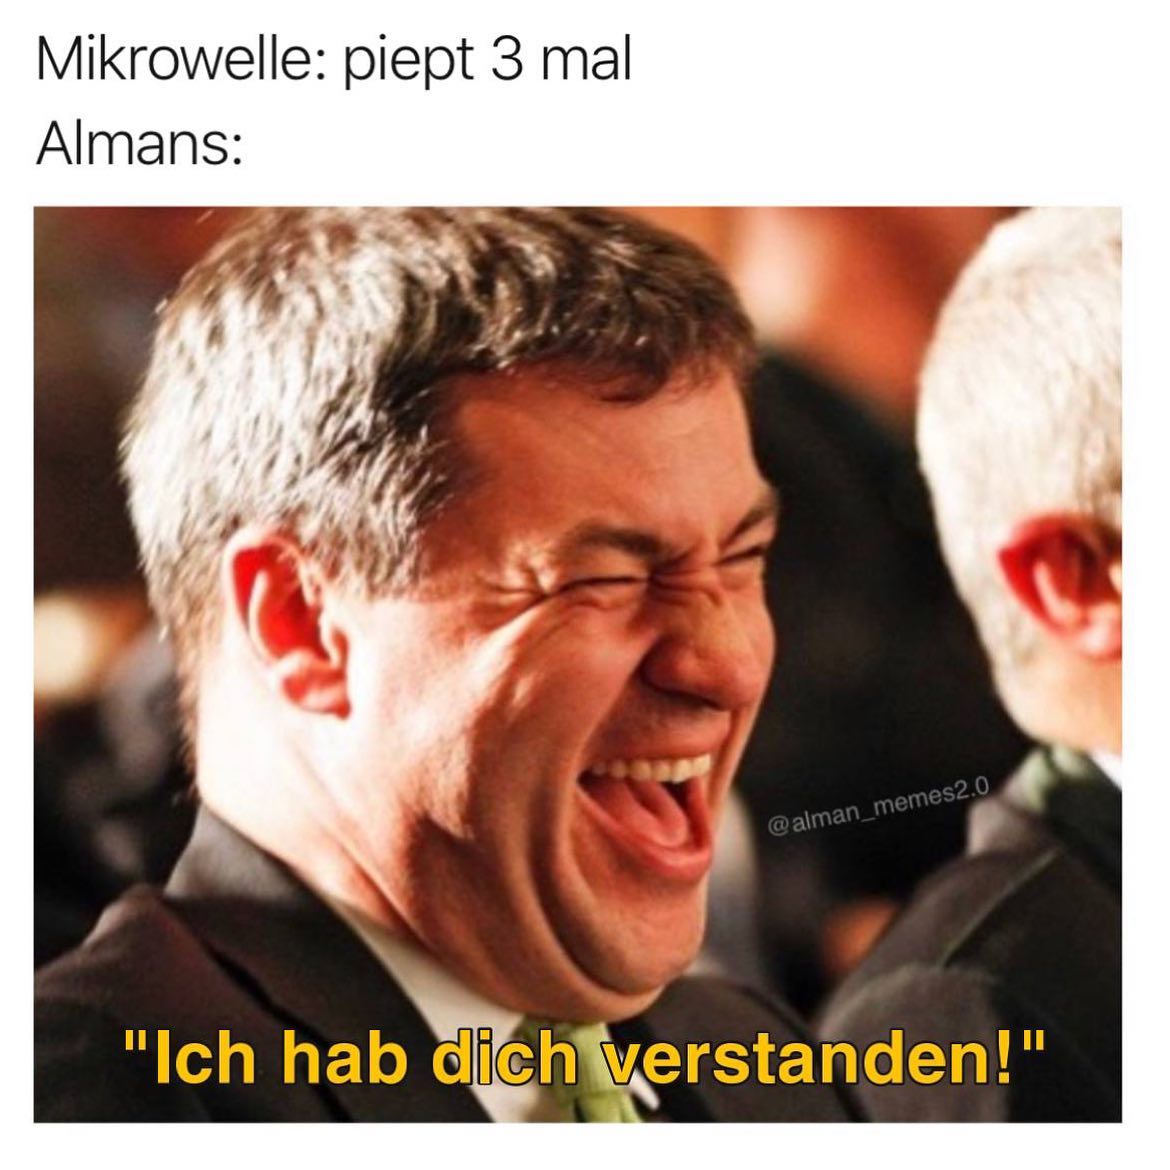 Mikrowelle: piept 3 mal
Almans:
@alman_memes2.0
"Ich hab dich verstanden!"